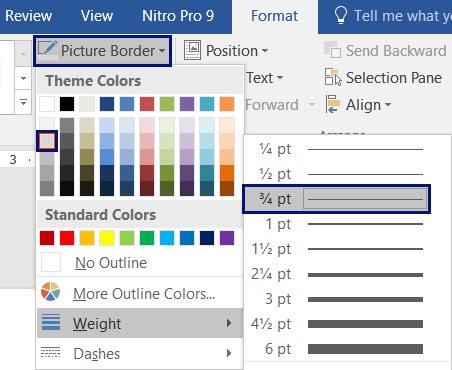 Review View Nitro Pro 9 Format Tell me what yo
Picture Border Position Send Backward
Text Selection Pane
Forward Align
Theme Colors
3
Standard Colors
No Outline
More Outline Colors...
Weight
Dashes
¼ pt
½ pt
¾ pt
1 pt
1½ pt
2¼ pt
3 pt
4½ pt
6 pt